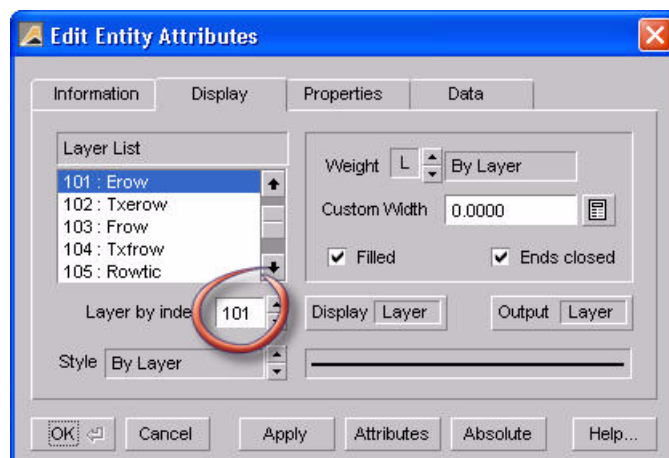 Edit Entity Attributes
Information Display Properties Data
Layer List
101 : Erow
102 : Txerow
103 : Frow
104 : Txfrow
105 : Rowtic
Weight L By Layer
Custom Width 0.0000
Filled Ends closed
Layer by inde 101 Display Layer Output Layer
Style By Layer
OK Cancel Apply Attributes Absolute Help...